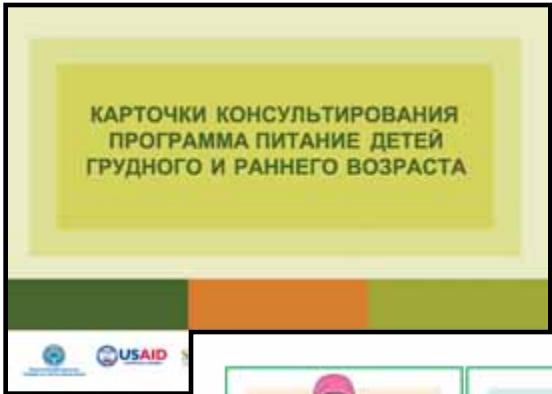 КАРТОЧКИ КОНСУЛЬТИРОВАНИЯ
ПРОГРАММА ПИТАНИЕ ДЕТЕЙ
ГРУДНОГО И РАННЕГО ВОЗРАСТА
USAID